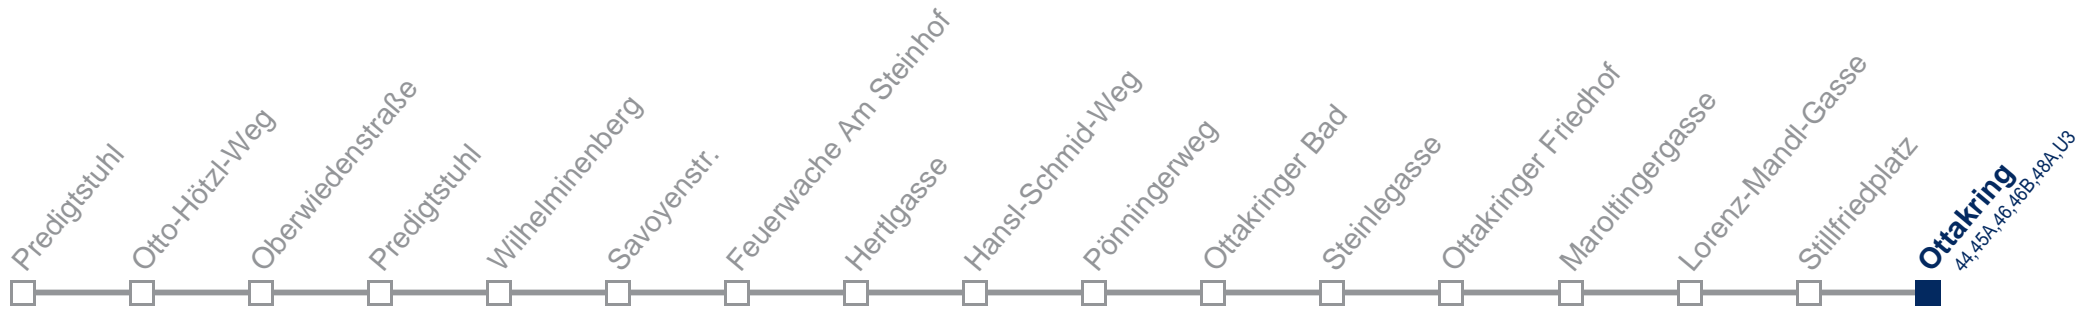 Predigtstuhl
Otto-Hötzl-Weg
Oberwiedenstraße
Predigtstuhl
Wilhelminenberg
Savoyenstr.
Feuerwache Am Steinhof
Hertlgasse
Hansl-Schmid-Weg
Pönningerweg
Ottakringer Bad
Steinlegasse
Ottakringer Friedhof
Maroltingergasse
Lorenz-Mandl-Gasse
Stillfriedplatz
Ottakring
44,45A,46,46B,48A,U3